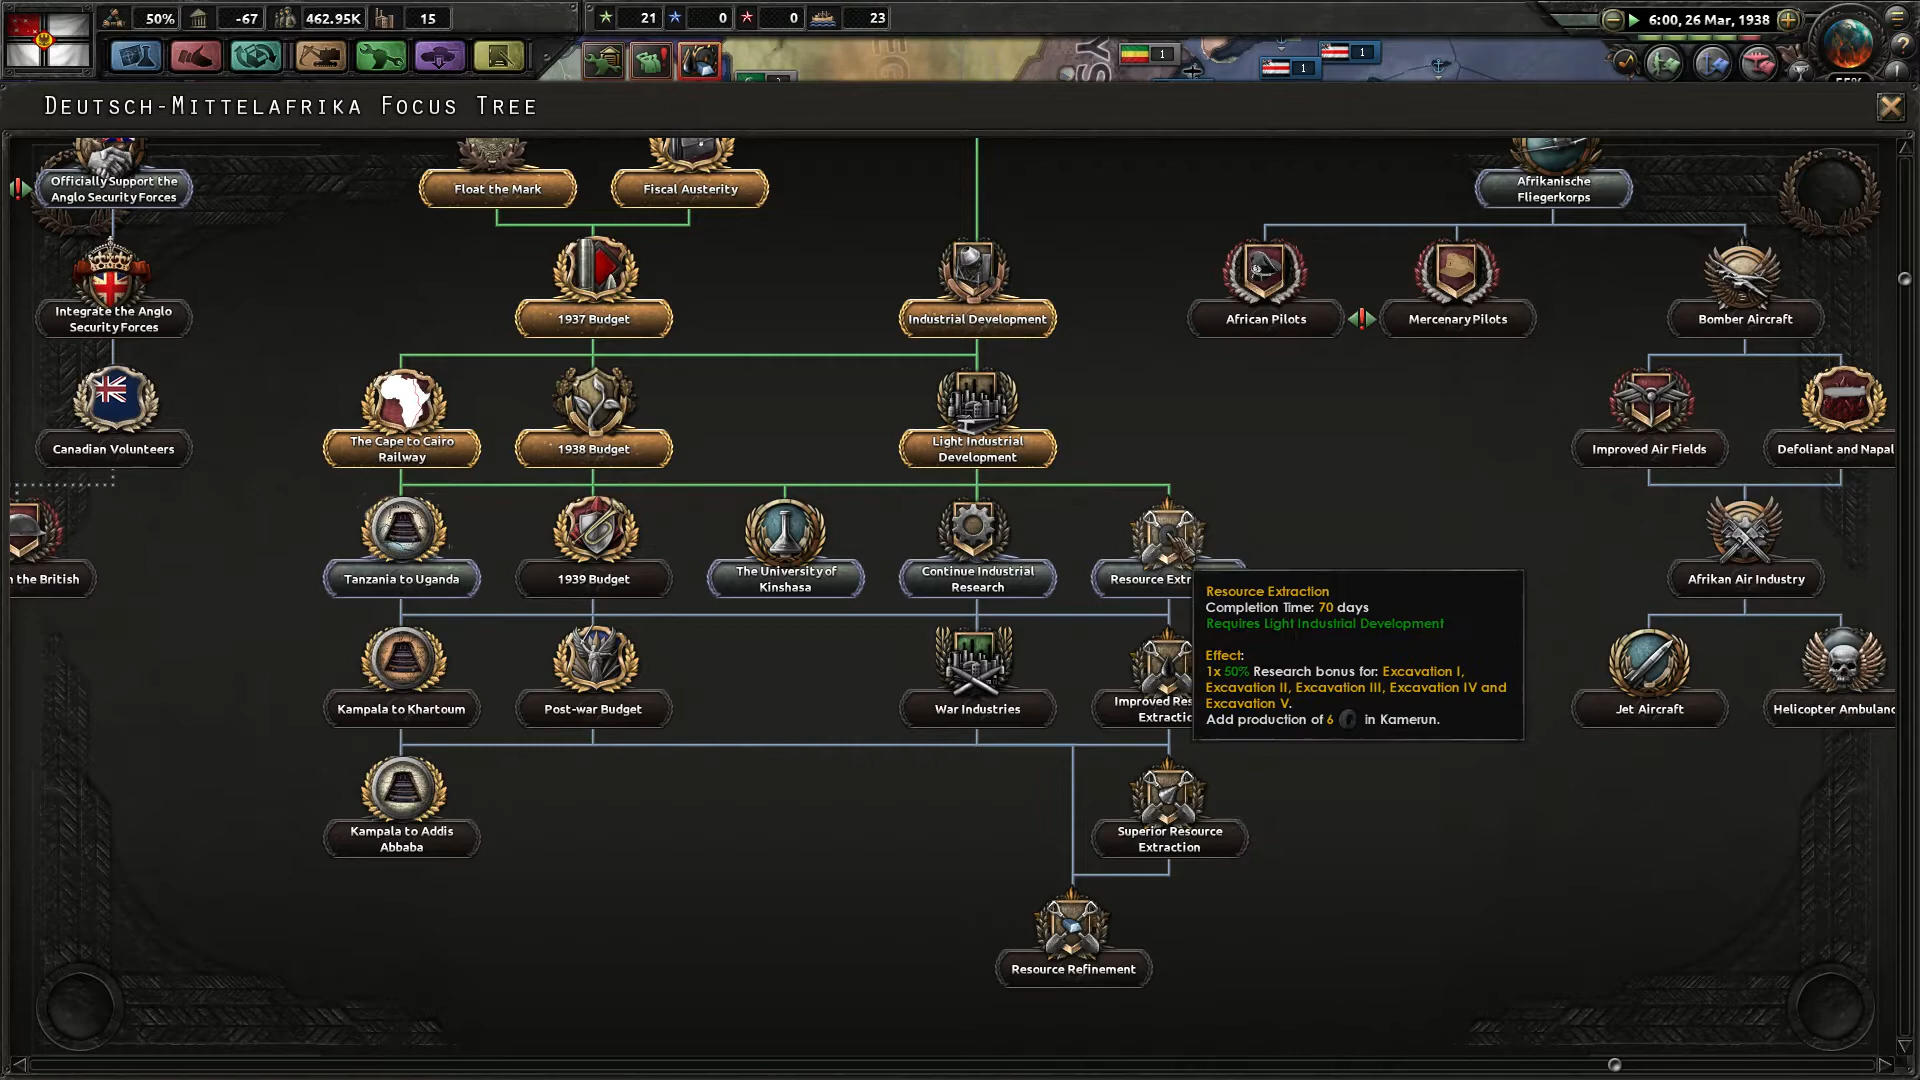 50%
-67
462.95K
15
21
0
0
23
6:00, 26 Mar, 1938
1
1
1
Deutsch-Mittelafrika Focus Tree
Officially Support the
Anglo Security Forces
Float the Mark
Fiscal Austerity
Afrikanische
Fliegerkorps
Integrate the Anglo
Security Forces
1937 Budget
Industrial Development
African Pilots
Mercenary Pilots
Bomber Aircraft
Canadian Volunteers
The Cape to Cairo
Railway
1938 Budget
Light Industrial
Development
Improved Air Fields
Defoliant and Napal
n the British
Tanzania to Uganda
1939 Budget
The University of
Kinshasa
Continue Industrial
Research
Resource Extr
Afrikan Air Industry
Resource Extraction
Completion Time: 70 days
Requires Light Industrial Development
Effect:
1x 50% Research bonus for: Excavation I,
Excavation II, Excavation III, Excavation IV and
Excavation V.
Add production of 6 in Kamerun.
Kampala to Khartoum
Post-war Budget
War Industries
Improved Res
Extractio
Jet Aircraft
Helicopter Ambulanc
Kampala to Addis
Abbaba
Superior Resource
Extraction
Resource Refinement